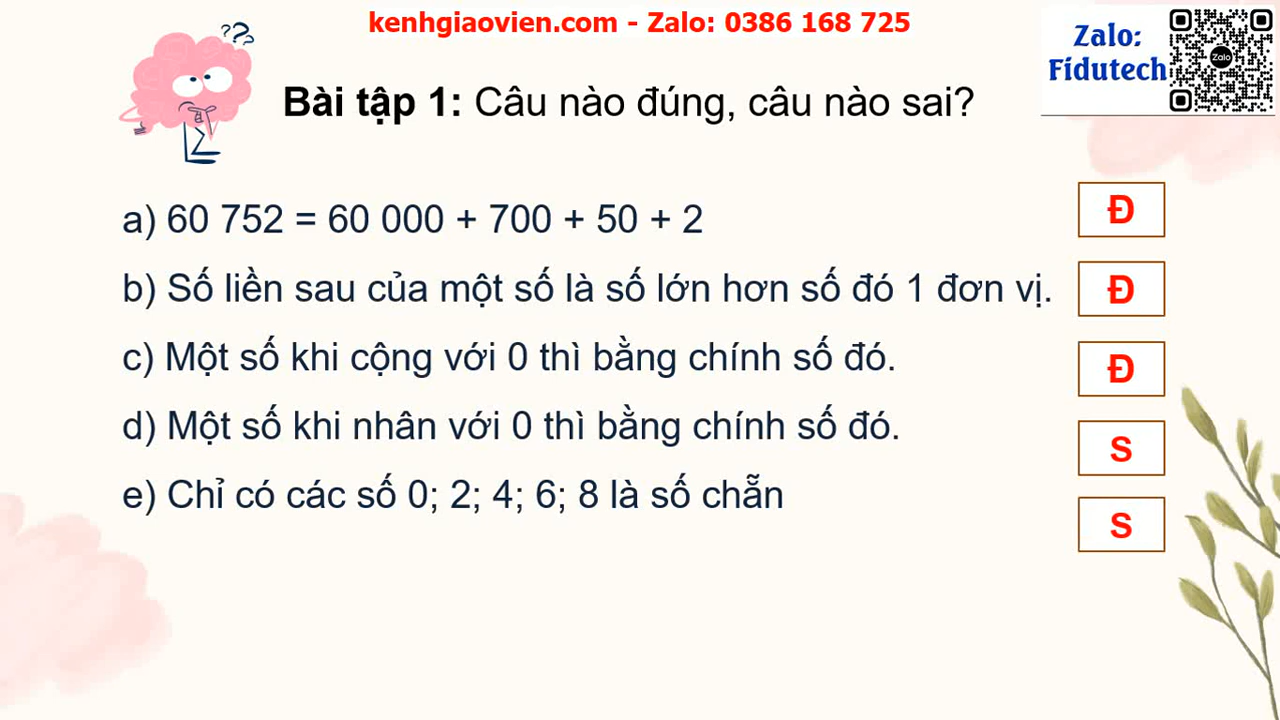 kenhgiaovien.com - Zalo: 0386 168 725
Zalo:
Fidutech
Zalo
??
Bài tập 1: Câu nào đúng, câu nào sai?
a) 60 752 = 60 000 + 700 + 50 + 2
Đ
b) Số liền sau của một số là số lớn hơn số đó 1 đơn vị.
Đ
c) Một số khi cộng với 0 thì bằng chính số đó.
Đ
d) Một số khi nhân với 0 thì bằng chính số đó.
S
e) Chỉ có các số 0; 2; 4; 6; 8 là số chẵn
S